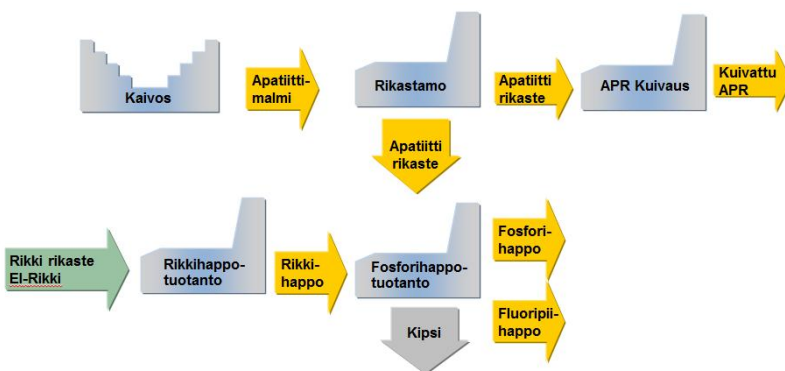 Kaivos
Apatiitti-
malmi
Rikastamo
Apatiitti
rikaste
APR Kuivaus
Kuivattu
APR
Apatiitti
rikaste
Rikki rikaste
El-Rikki
Rikkihappo-
tuotanto
Rikki-
happo
Fosforihappo-
tuotanto
Fosfori-
happo
Fluoripii-
happo
Kipsi